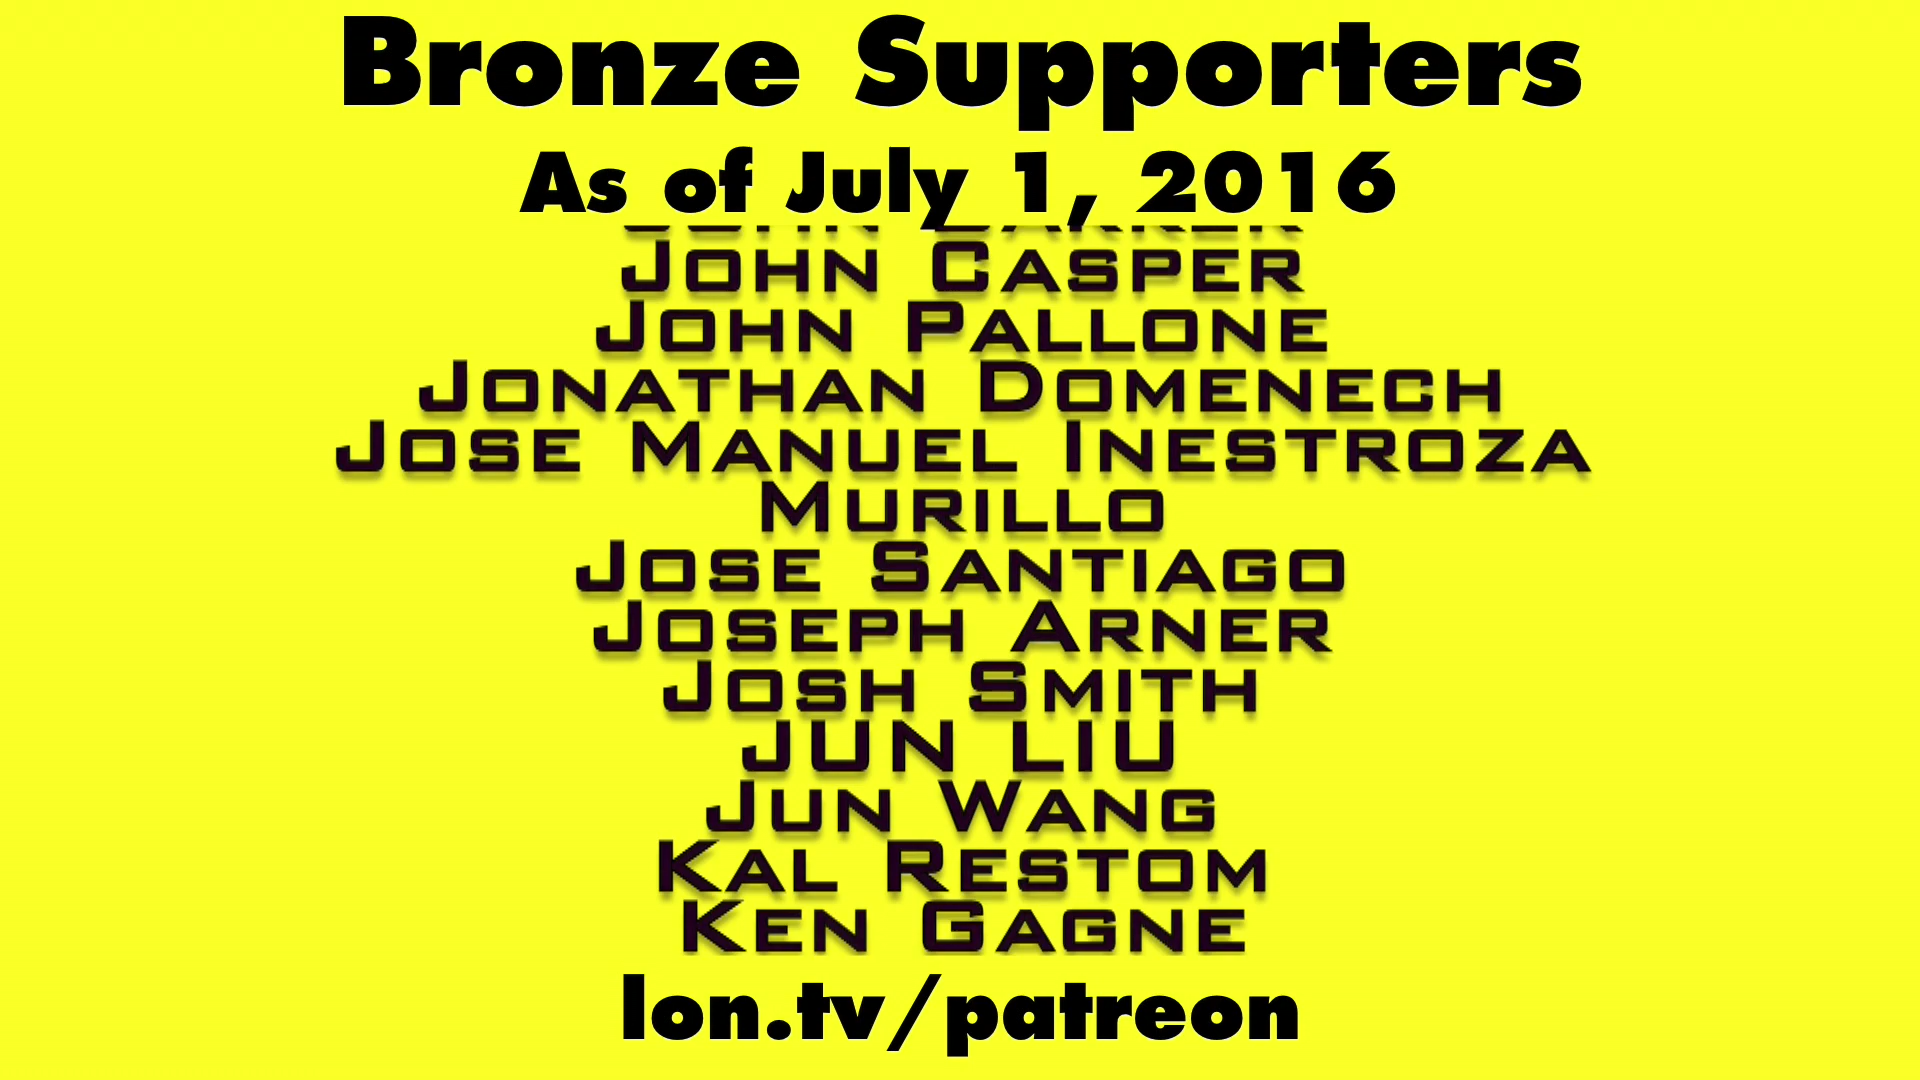 Bronze Supporters
As of July 1, 2016
John Casper
John Pallone
Jonathan Domenech
Jose Manuel Inestroza
Murillo
Jose Santiago
Joseph Arner
Josh Smith
JUN LIU
Jun Wang
Kal Restom
Ken Gagne
lon.tv/patreon